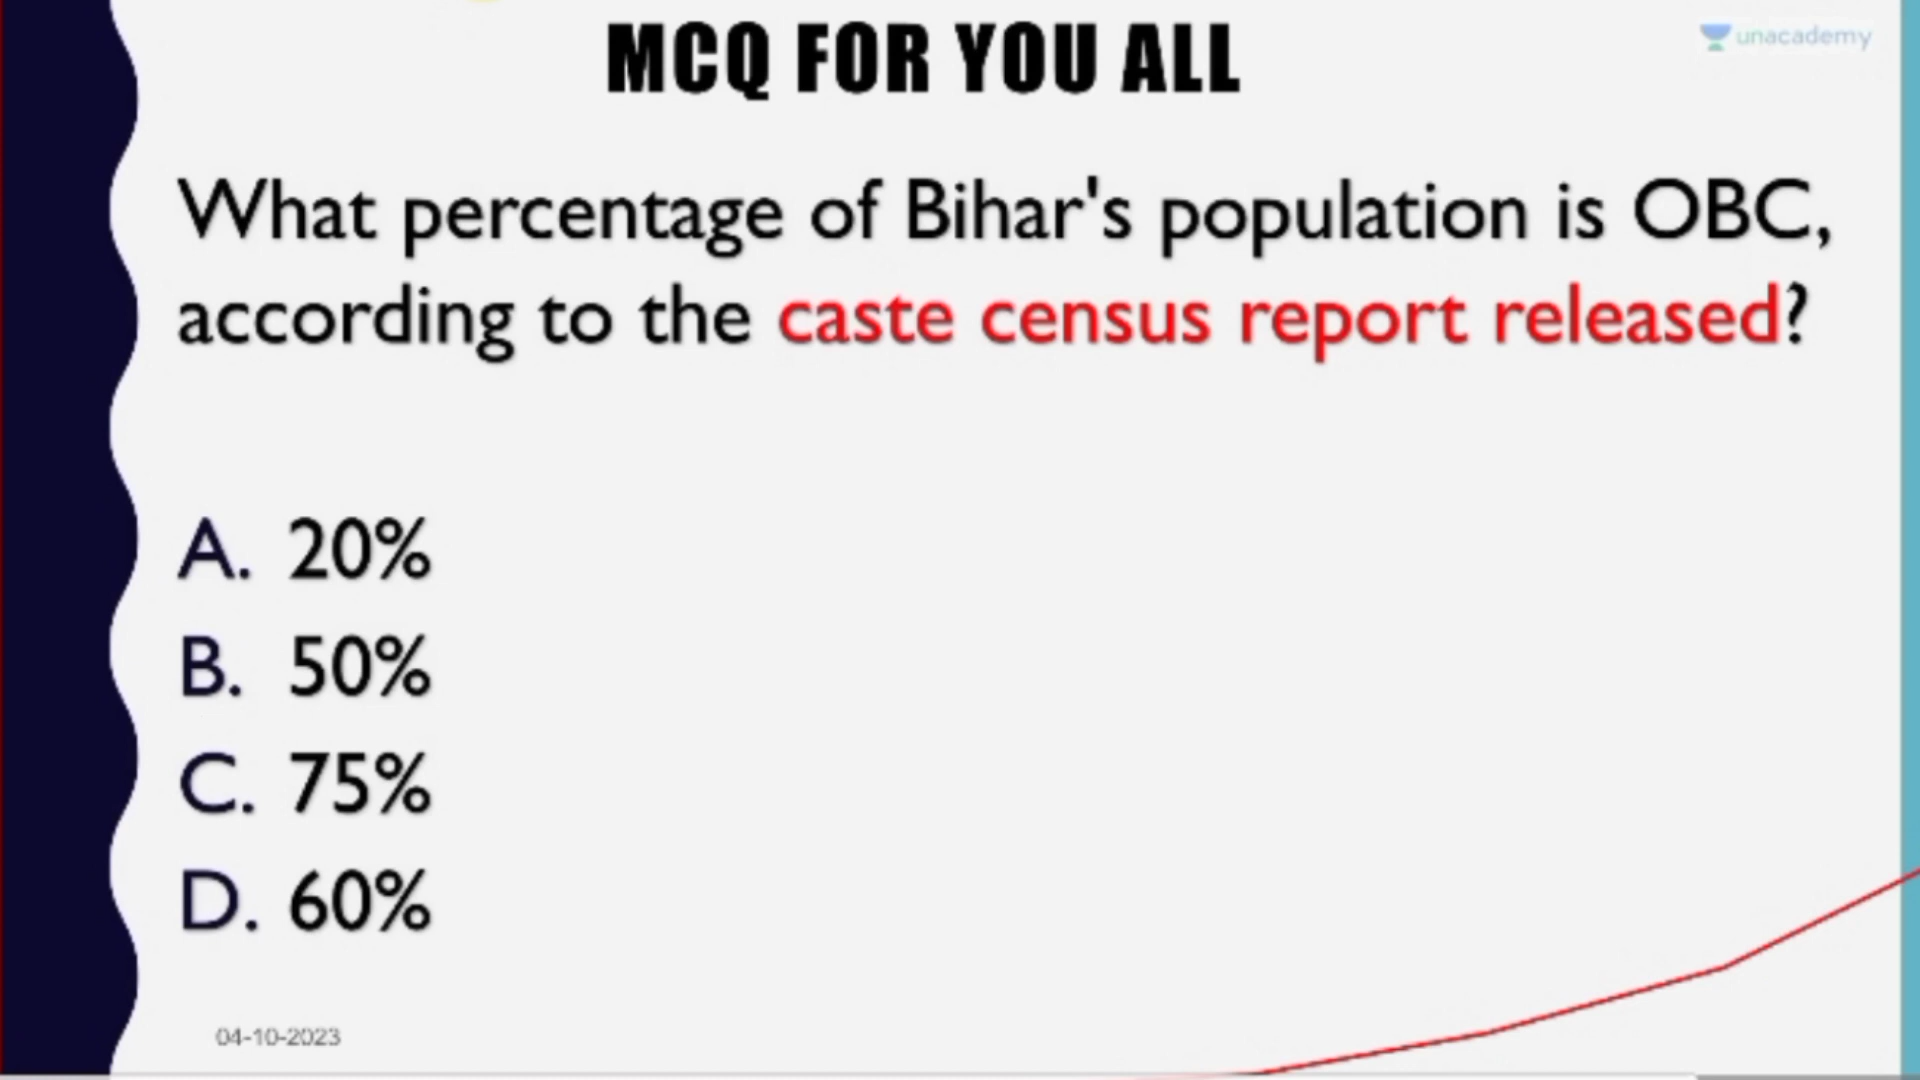 MCQ FOR YOU ALL
unacademy
What percentage of Bihar's population is OBC,
according to the caste census report released?
A. 20%
B. 50%
C. 75%
D. 60%
04-10-2023